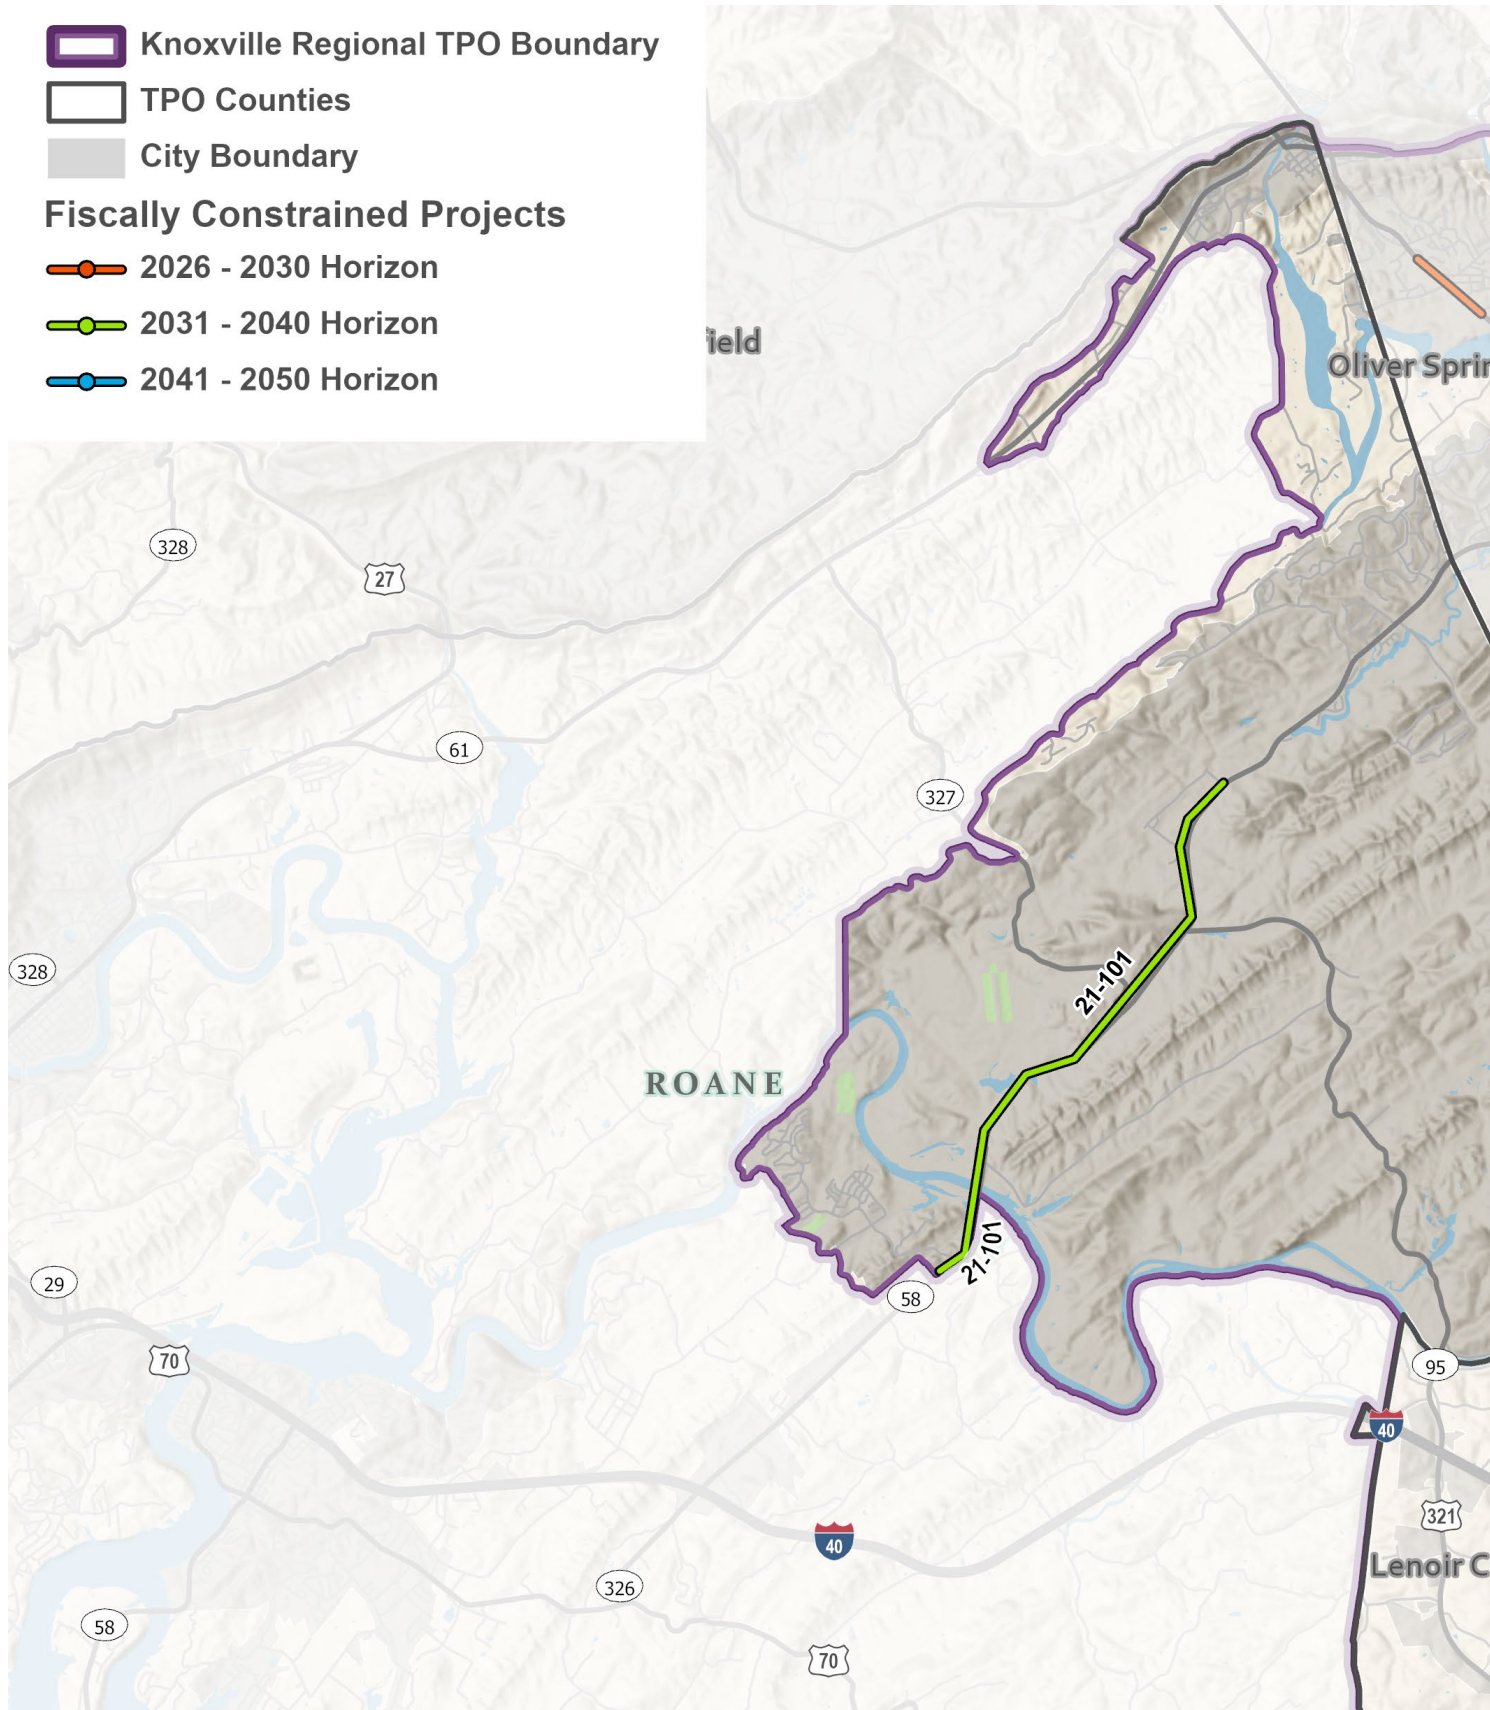 Knoxville Regional TPO Boundary
TPO Counties
City Boundary
Fiscally Constrained Projects
2026 - 2030 Horizon
2031 - 2040 Horizon
2041 - 2050 Horizon
ield
Oliver Sprin
328
27
61
327
328
21-101
ROANE
21-101
29
58
70
95
40
321
40
Lenoir C
326
58
70